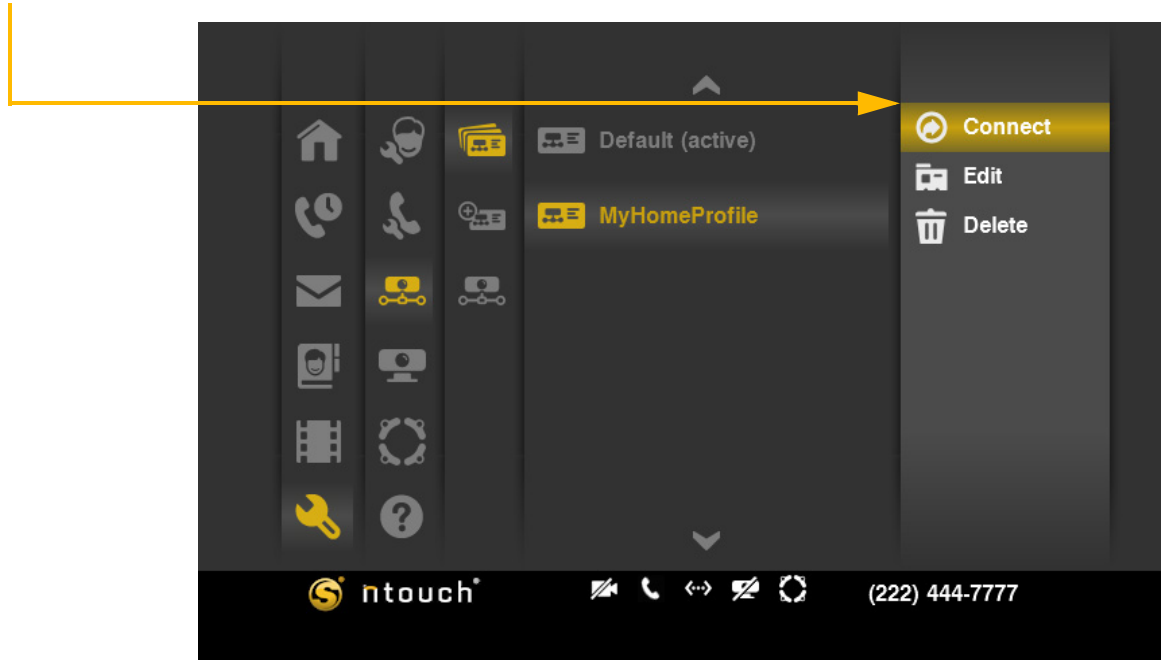 Default (active)
MyHomeProfile
Connect
Edit
Delete
ntouch®
(222) 444-7777